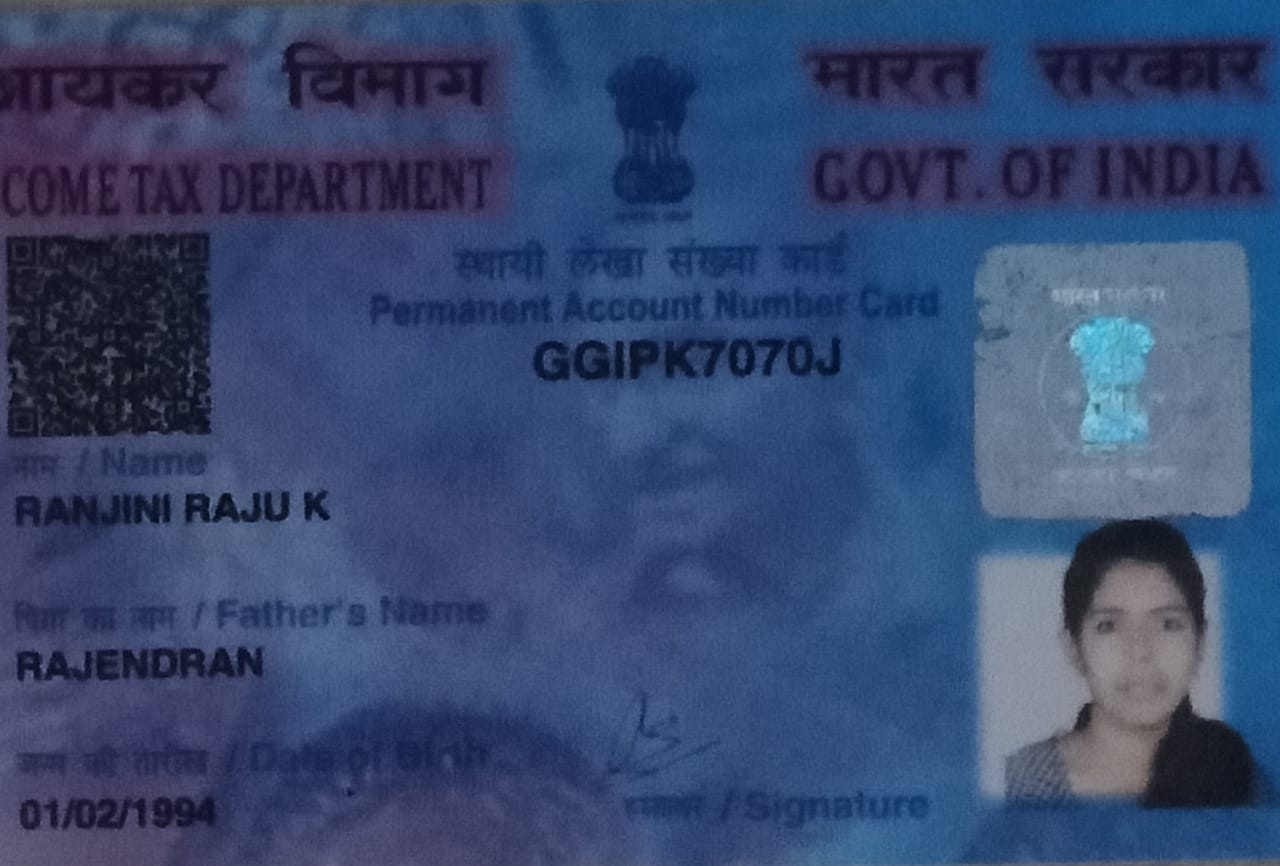 आयकर विभाग
COME TAX DEPARTMENT
भारत सरकार
GOVT. OF INDIA
स्थायी लेखा संख्या कार्ड
Permanent Account Number Card
GGIPK7070J
नाम / Name
RANJINI RAJU K
पिता का नाम / Father's Name
RAJENDRAN
जन्म की तारीख / Date of Birth
01/02/1994
हस्ताक्षर / Signature